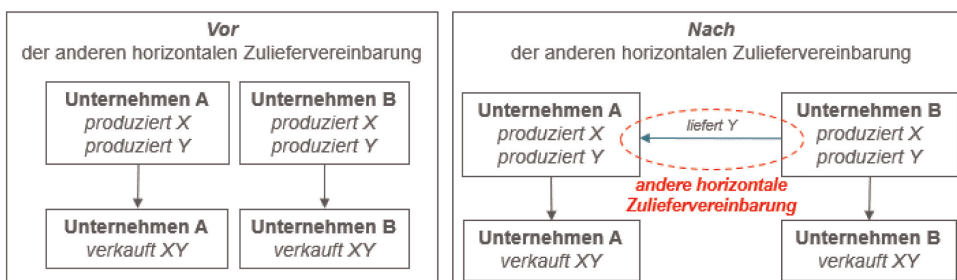 Vor
der anderen horizontalen Zuliefervereinbarung
Unternehmen A
produziert X
produziert Y
Unternehmen B
produziert X
produziert Y
Unternehmen A
verkauft XY
Unternehmen B
verkauft XY
Nach
der anderen horizontalen Zuliefervereinbarung
Unternehmen A
produziert X
produziert Y
liefert Y
Unternehmen B
produziert X
produziert Y
andere horizontale
Zuliefervereinbarung
Unternehmen A
verkauft XY
Unternehmen B
verkauft XY